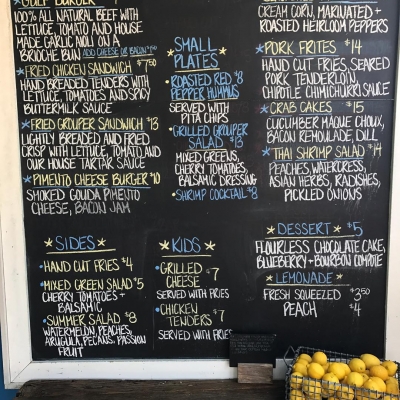 GULF BURGER
100% ALL NATURAL BEEF WITH
LETTUCE, TOMATO AND HOUSE
MADE GARLIC AIOLI ON A
BRIOCHE BUN ADD CHEESE OR BACON
FRIED CHICKEN SANDWICH $7.50
HAND BREADED TENDERS WITH
LETTUCE, TOMATOES AND SPICY
BUTTERMILK SAUCE
FRIED GROUPER SANDWICH $13
LIGHTLY BREADED AND FRIED
CRISP WITH LETTUCE, TOMATO, AND
OUR HOUSE TARTAR SAUCE
PIMENTO CHEESE BURGER $10
SMOKED GOUDA PIMENTO
CHEESE, BACON JAM
SIDES
HAND CUT FRIES $4
MIXED GREEN SALAD $5
CHERRY TOMATOES +
BALSAMIC
SUMMER SALAD $8
WATERMELON, PEACHES,
ARUGULA, PECANS, PASSION
FRUIT
SMALL
PLATES
ROASTED RED $8
PEPPER HUMMUS
SERVED WITH
PITA CHIPS
GRILLED GROUPER
SALAD $13
MIXED GREENS,
CHERRY TOMATOES,
BALSAMIC DRESSING
SHRIMP COCKTAIL $8
KIDS
GRILLED $7
CHEESE
SERVED WITH FRIES
CHICKEN
TENDERS $7
SERVED WITH FRIES
CREAM CORN, MARINATED +
ROASTED HEIRLOOM PEPPERS
PORK FRITES $14
HAND CUT FRIES, SEARED
PORK TENDERLOIN,
CHIPOTLE CHIMICHURRI SAUCE
CRAB CAKES $15
CUCUMBER MAQUE CHOUX,
BACON REMOULADE, DILL
THAI SHRIMP SALAD $14
PEACHES, WATERCRESS,
ASIAN HERBS, RADISHES,
PICKLED ONIONS
DESSERT $5
FLOURLESS CHOCOLATE CAKE,
BLUEBERRY + BOURBON COMPOTE
LEMONADE
FRESH SQUEEZED $3.50
PEACH $4